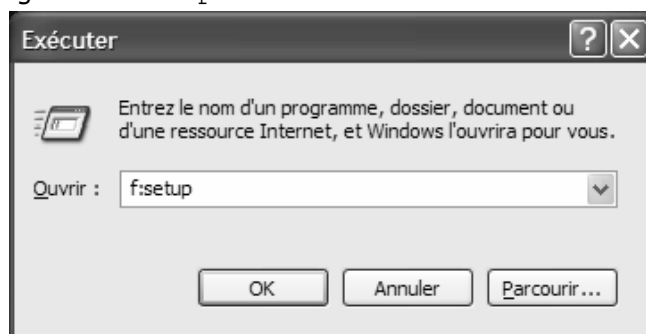 Exécuter
Entrez le nom d'un programme, dossier, document ou
d'une ressource Internet, et Windows l'ouvrira pour vous.
Ouvrir : f:setup
OK Annuler Parcourir...